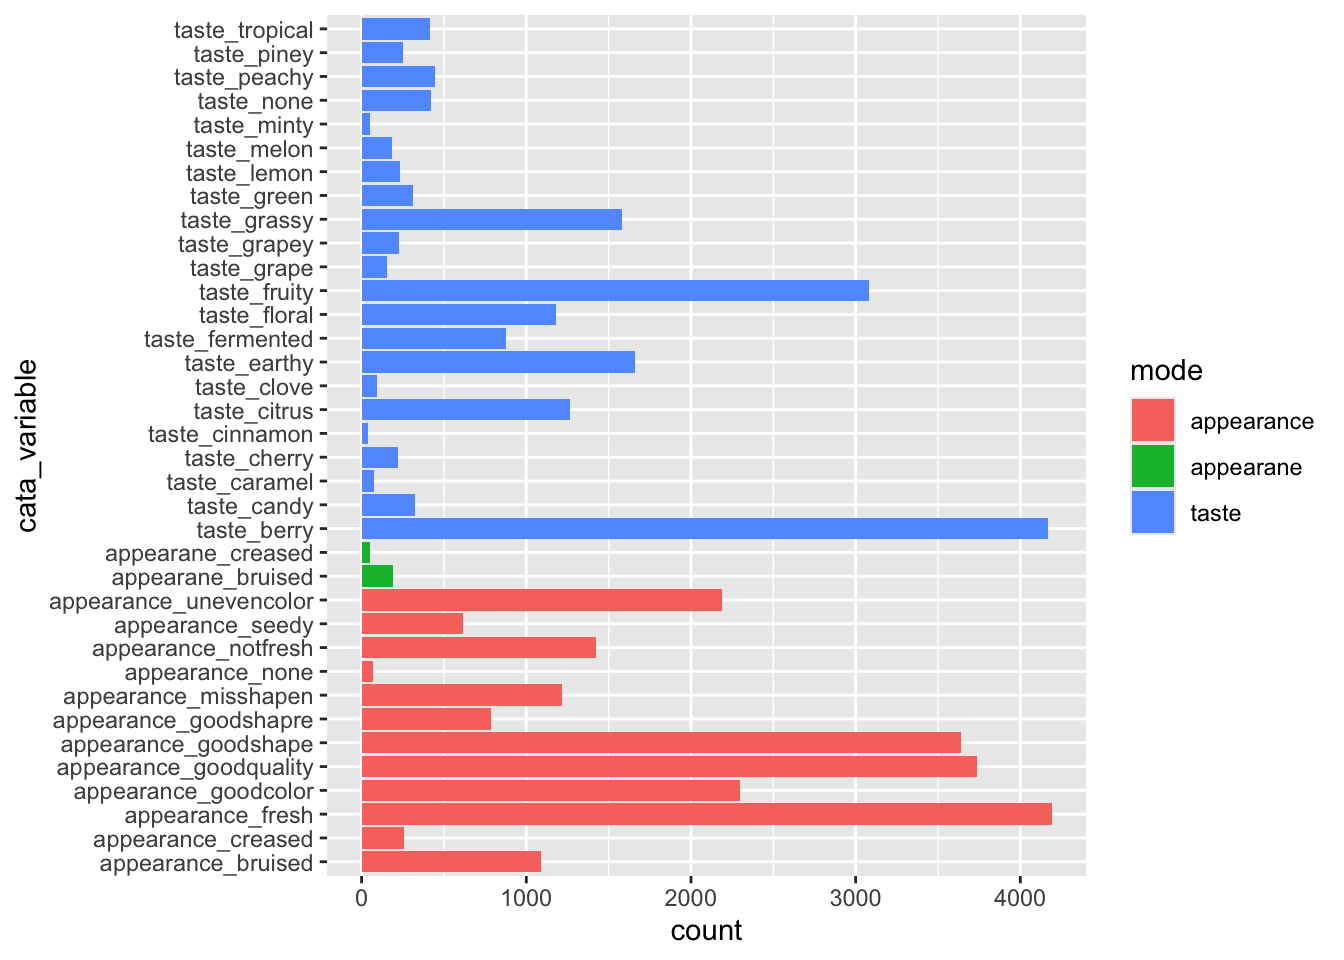 taste_tropical
taste_piney
taste_peachy
taste_none
taste_minty
taste_melon
taste_lemon
taste_green
taste_grassy
taste_grapey
taste_grape
taste_fruity
taste_floral
taste_fermented
taste_earthy
taste_clove
taste_citrus
taste_cinnamon
taste_cherry
taste_caramel
taste_candy
taste_berry
appearane_creased
appearane_bruised
appearance_unevencolor
appearance_seedy
appearance_notfresh
appearance_none
appearance_misshapen
appearance_goodshapre
appearance_goodshape
appearance_goodquality
appearance_goodcolor
appearance_fresh
appearance_creased
appearance_bruised
cata_variable
0 1000 2000 3000 4000
count
mode
appearance
appearane
taste